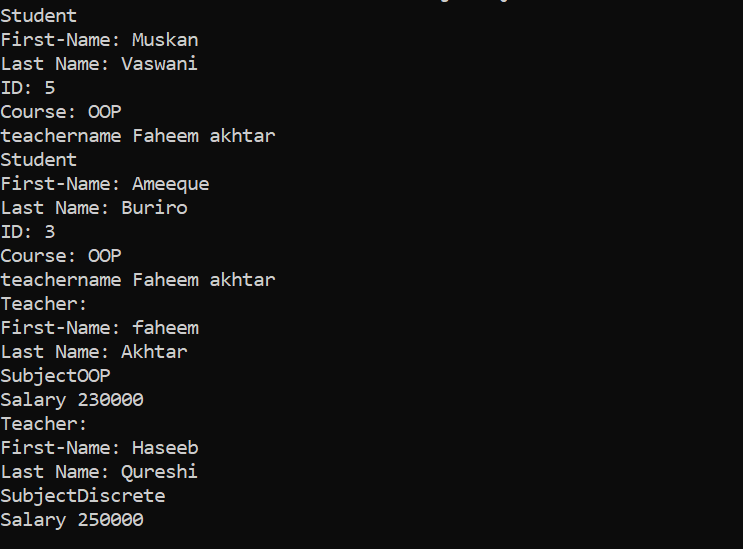 Student
First-Name: Muskan
Last Name: Vaswani
ID: 5
Course: OOP
teachername Faheem akhtar
Student
First-Name: Ameeque
Last Name: Buriro
ID: 3
Course: OOP
teachername Faheem akhtar
Teacher:
First-Name: faheem
Last Name: Akhtar
SubjectOOP
Salary 230000
Teacher:
First-Name: Haseeb
Last Name: Qureshi
SubjectDiscrete
Salary 250000